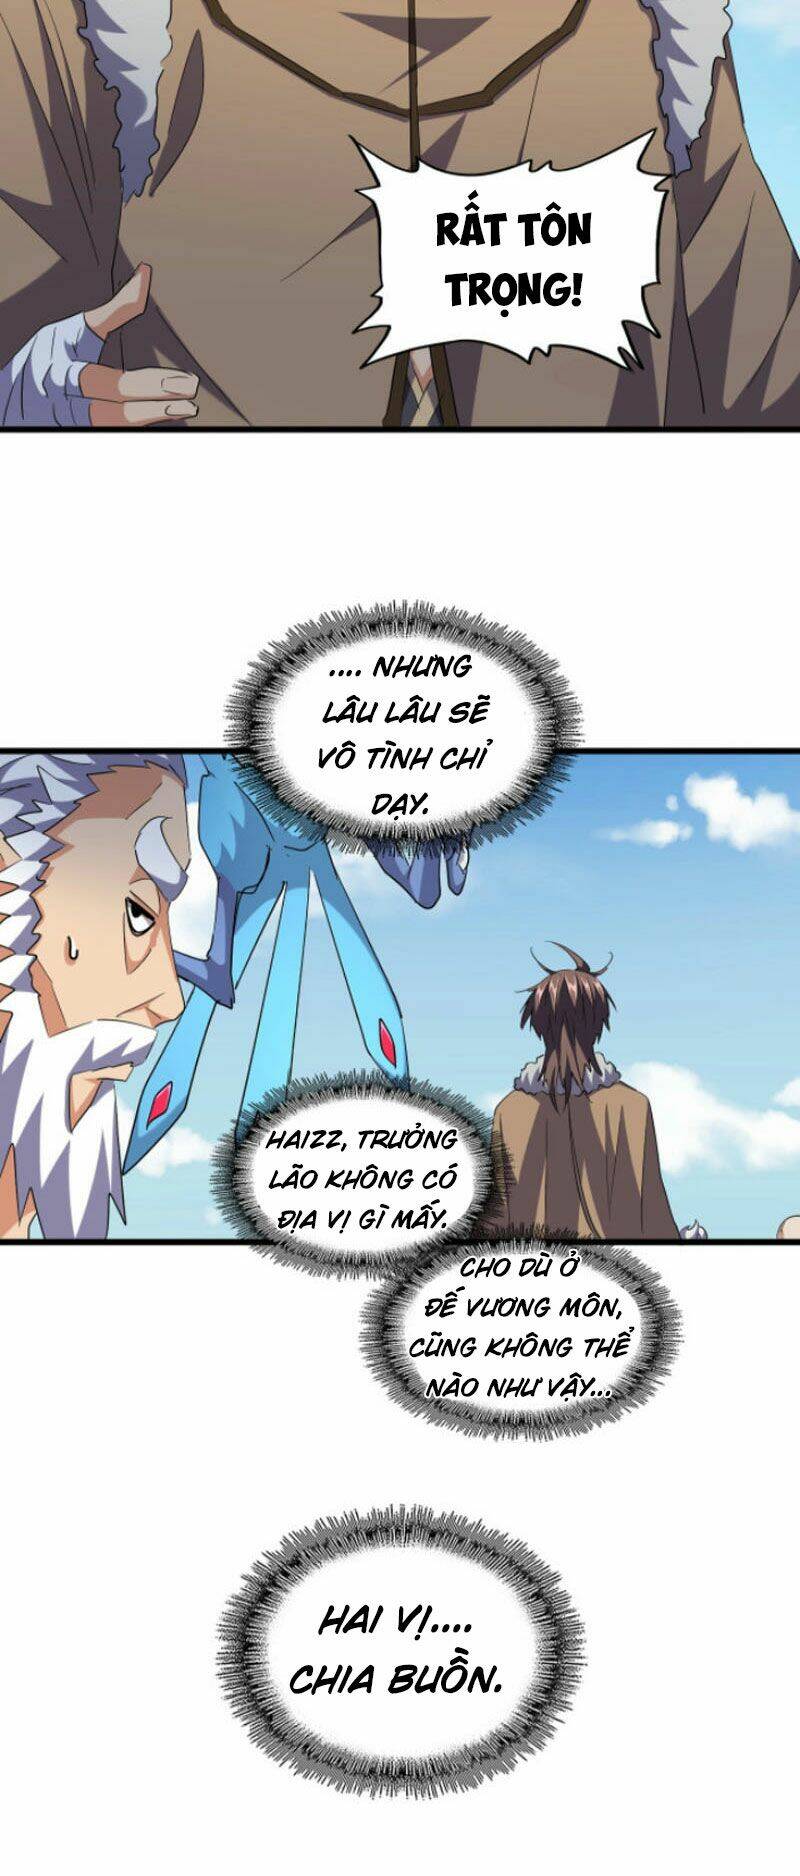 RẤT TÔN
TRỌNG!
.... NHƯNG
LÂU LÂU SẼ
VÔ TÌNH CHỈ
DẠY.
HAIZZ, TRƯỞNG
LÃO KHÔNG CÓ
ĐỊA VỊ GÌ MẤY.
CHO DÙ Ở
ĐẾ VƯƠNG MÔN,
CŨNG KHÔNG THỂ
NÀO NHƯ VẬY...
HAI VỊ....
CHIA BUỒN.